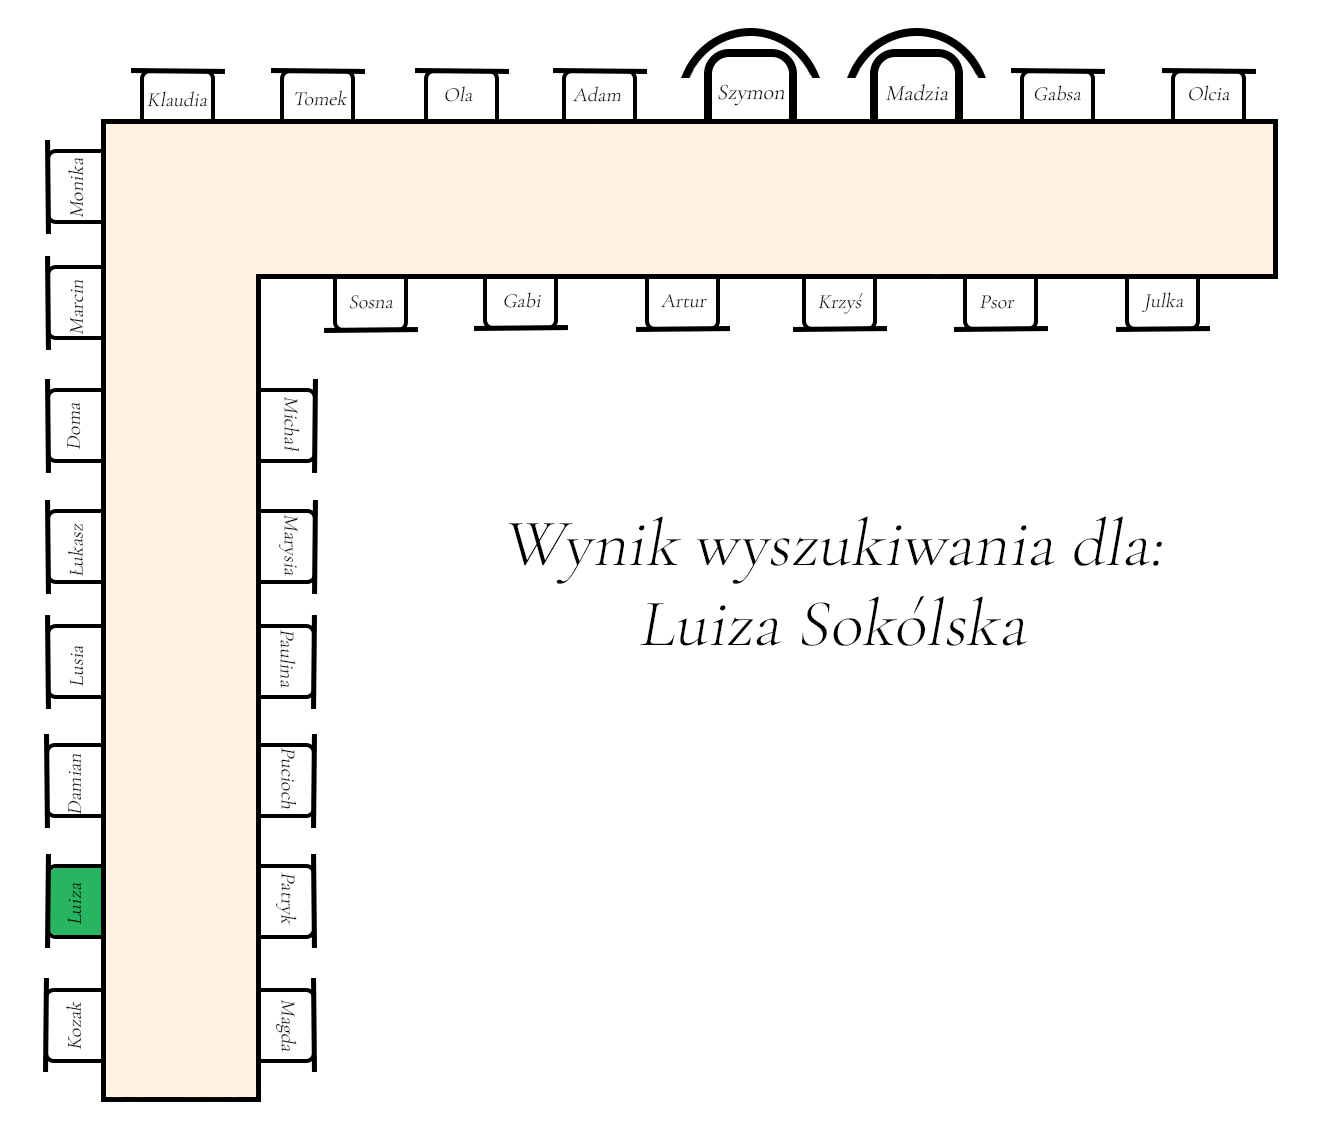 Klaudia
Tomek
Ola
Adam
Szymon
Madzia
Gabsa
Olcia
Monika
Marcin
Doma
Łukasz
Lusia
Damian
Luiza
Kozak
Sosna
Gabi
Artur
Krzyś
Psor
Julka
Michał
Marysia
Paulina
Pucioch
Patryk
Magda
Wynik wyszukiwania dla:
Luiza Sokólska